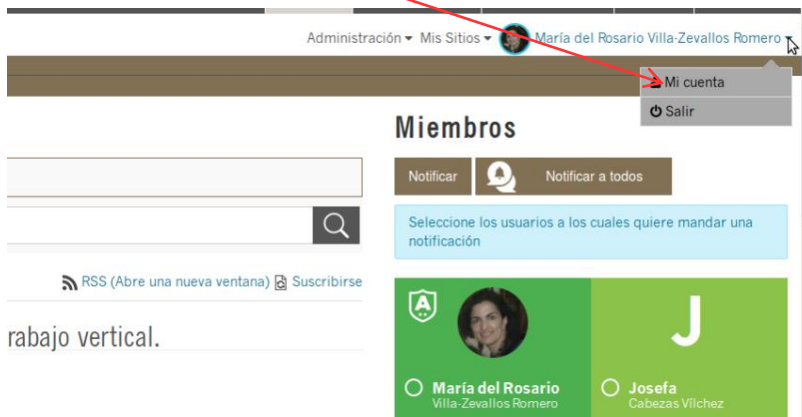 Administración Mis Sitios María del Rosario Villa-Zevallos Romero
Mi cuenta
Salir
Miembros
Notificar Notificar a todos
Seleccione los usuarios a los cuales quiere mandar una
notificación
RSS (Abre una nueva ventana) Suscribirse
rabajo vertical.
A
J
María del Rosario
Villa-Zevallos Romero
Josefa
Cabezas Vílchez